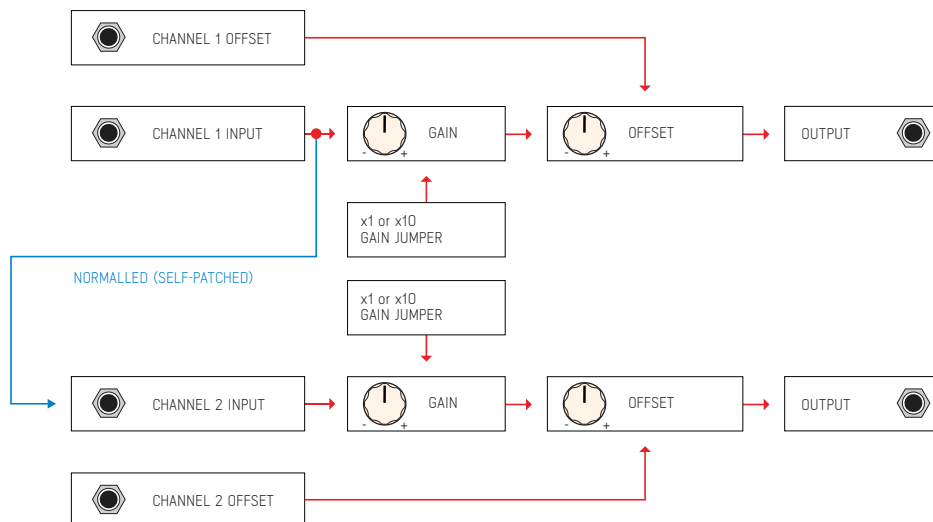 CHANNEL 1 OFFSET
CHANNEL 1 INPUT
- +
GAIN
- +
OFFSET
OUTPUT
x1 or x10
GAIN JUMPER
NORMALLED (SELF-PATCHED)
x1 or x10
GAIN JUMPER
CHANNEL 2 INPUT
- +
GAIN
- +
OFFSET
OUTPUT
CHANNEL 2 OFFSET